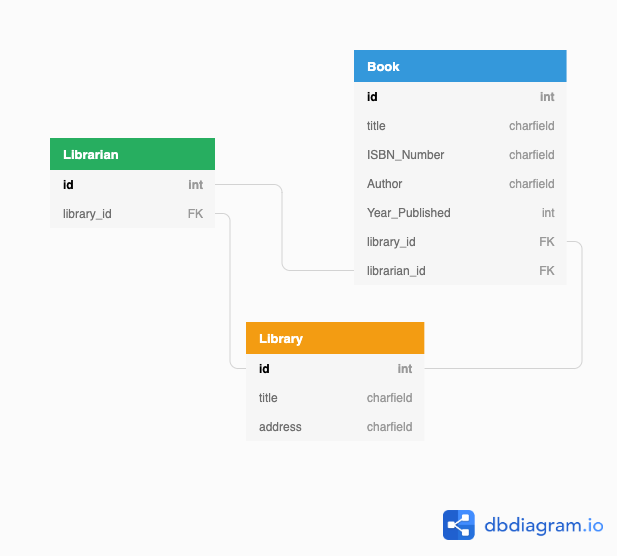 Book
id int
title charfield
ISBN_Number charfield
Author charfield
Year_Published int
library_id FK
librarian_id FK
Librarian
id int
library_id FK
Library
id int
title charfield
address charfield
dbdiagram.io